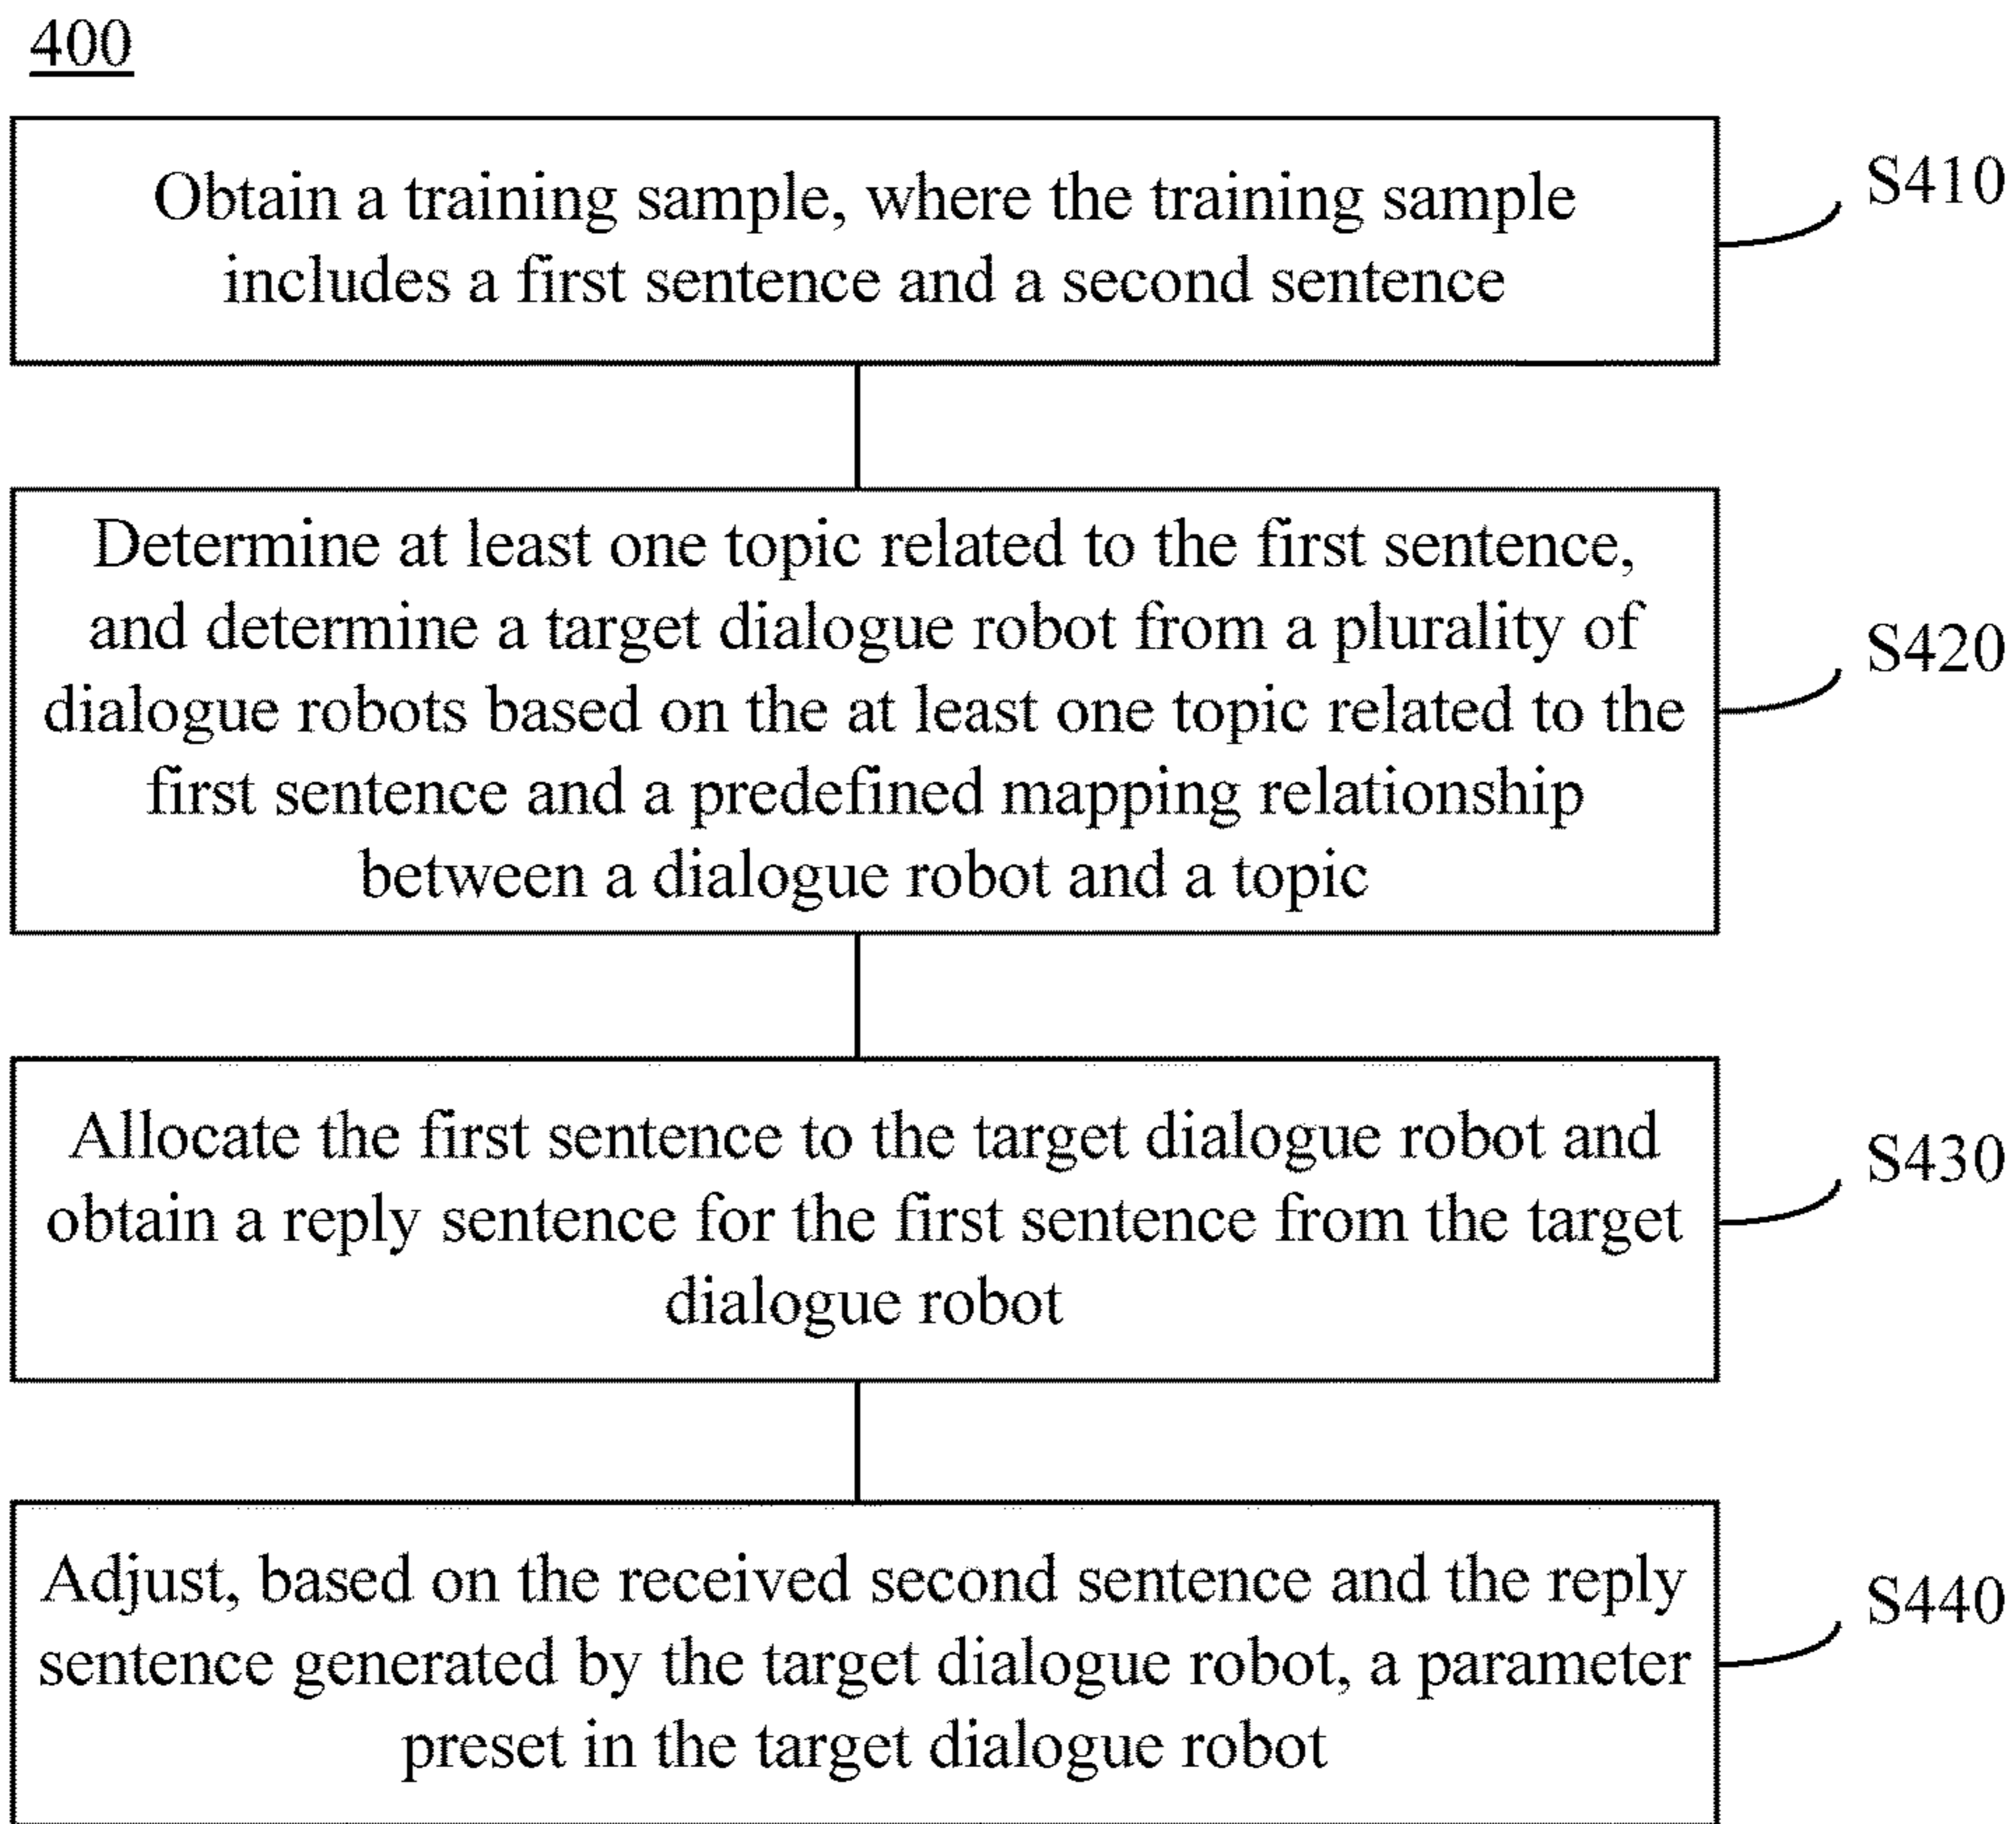 400
Obtain a training sample, where the training sample
includes a first sentence and a second sentence
S410
Determine at least one topic related to the first sentence,
and determine a target dialogue robot from a plurality of
dialogue robots based on the at least one topic related to the
first sentence and a predefined mapping relationship
between a dialogue robot and a topic
S420
Allocate the first sentence to the target dialogue robot and
obtain a reply sentence for the first sentence from the target
dialogue robot
S430
Adjust, based on the received second sentence and the reply
sentence generated by the target dialogue robot, a parameter
preset in the target dialogue robot
S440